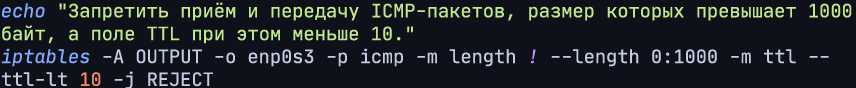 echo "Запретить приём и передачу ICMP-пакетов, размер которых превышает 1000
байт, а поле TTL при этом меньше 10."
iptables -A OUTPUT -o enp0s3 -p icmp -m length ! --length 0:1000 -m ttl --
ttl-lt 10 -j REJECT